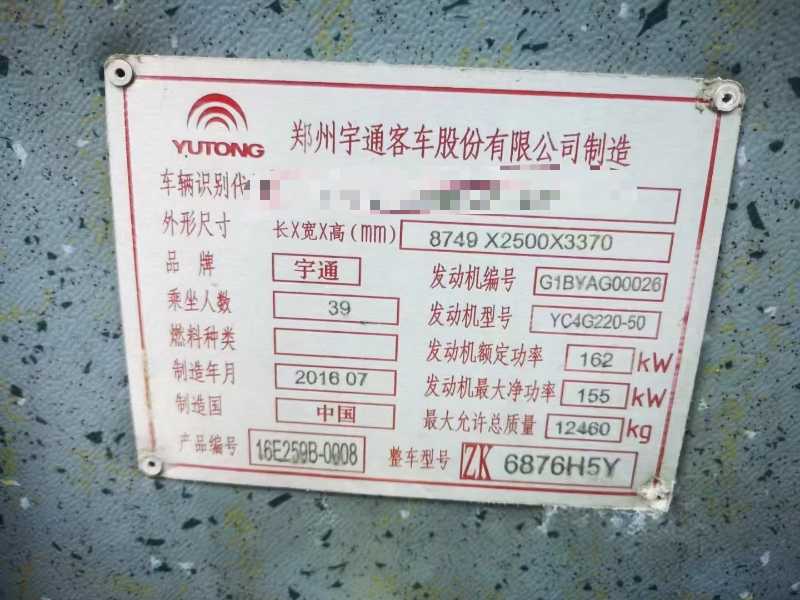 YUTONG 郑州宇通客车股份有限公司制造
车辆识别代
外形尺寸 长X宽X高(mm) 8749 X2500X3370
品牌 宇通 发动机编号 G1BYAG00026
乘坐人数 39 发动机型号 YC4G220-50
燃料种类 发动机额定功率 162 kW
制造年月 2016 07 发动机最大净功率 155 kW
制造国 中国 最大允许总质量 12460 kg
产品编号 16E259B-0008 整车型号 ZK 6876H5Y